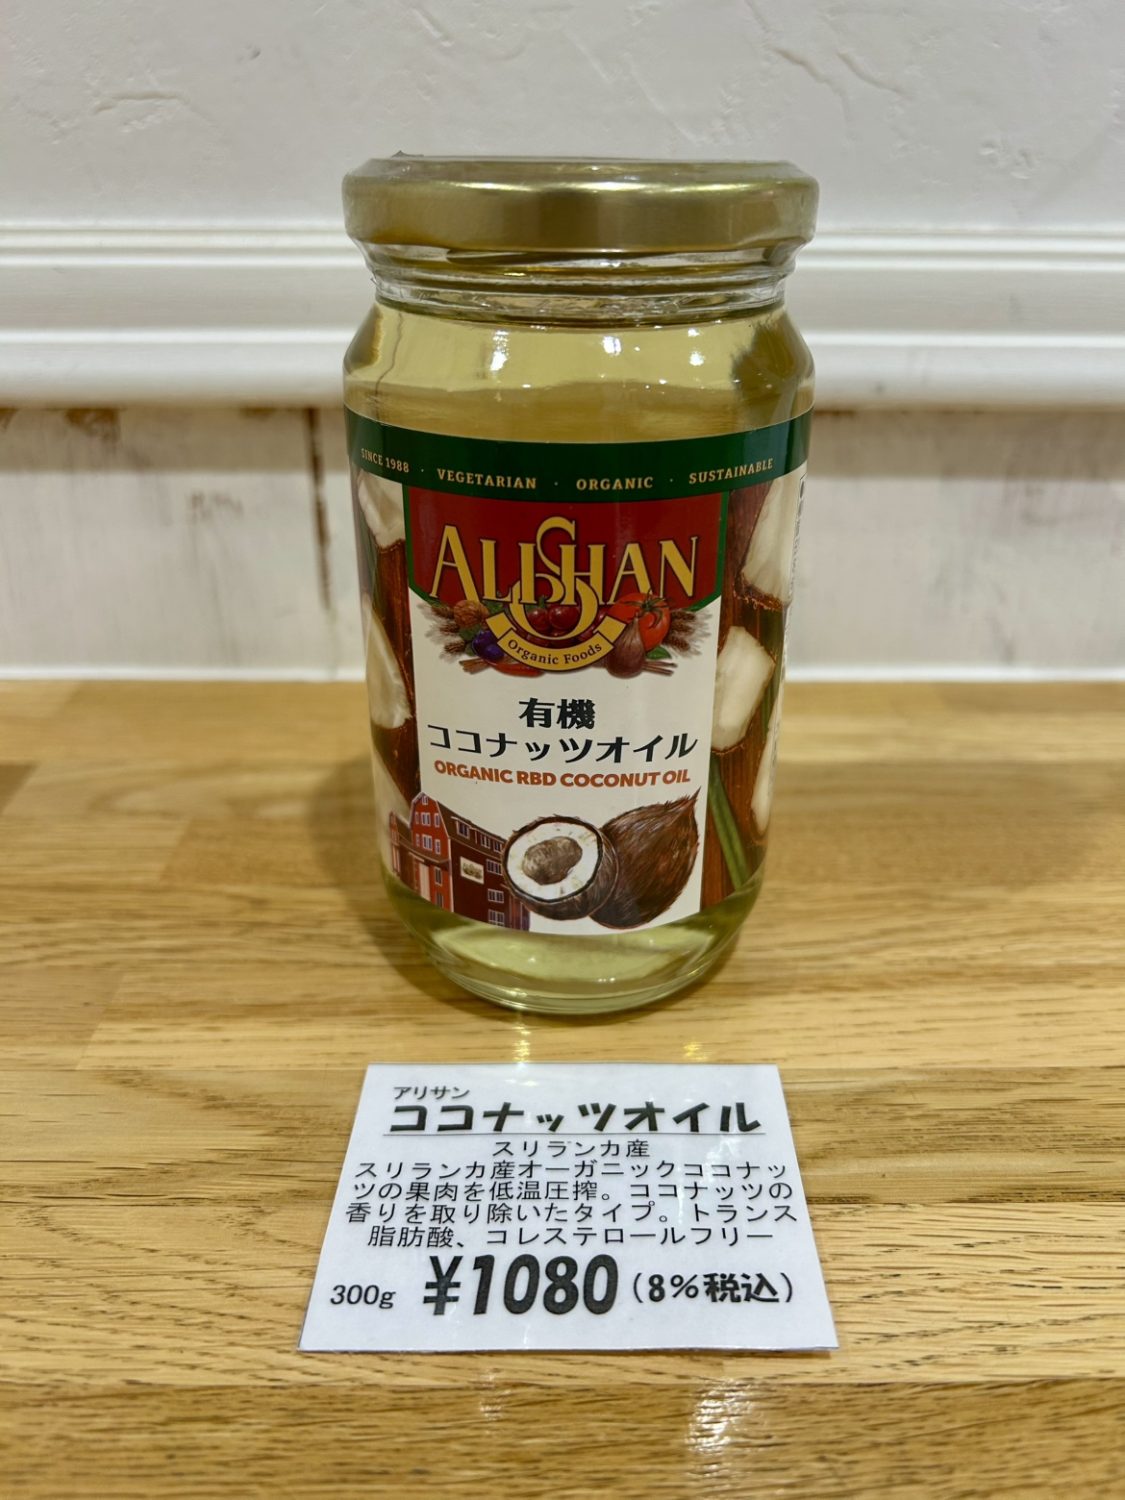 SINCE 1988 · VEGETARIAN · ORGANIC · SUSTAINABLE
ALISHAN
Organic Foods
有機
ココナッツオイル
ORGANIC RBD COCONUT OIL
アリサン
ココナッツオイル
スリランカ産
スリランカ産オーガニックココナッ
ツの果肉を低温圧搾。ココナッツの
香りを取り除いたタイプ。トランス
脂肪酸、コレステロールフリー
300g ¥1080(8%税込)